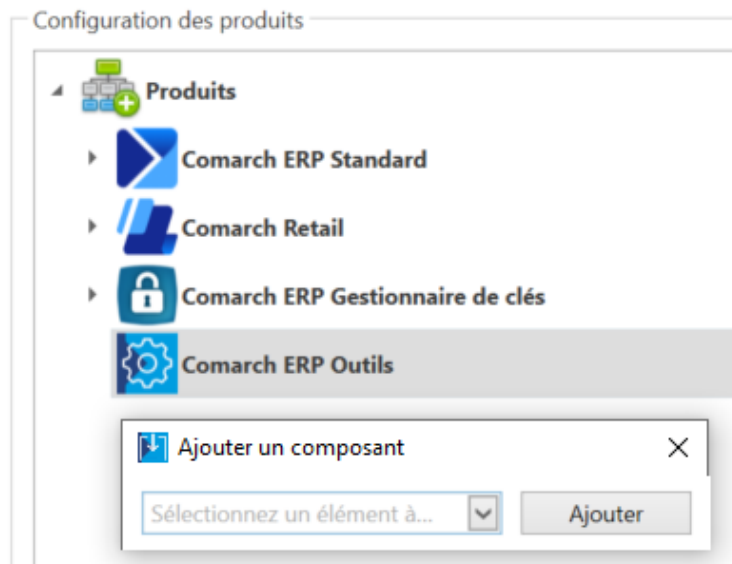 Configuration des produits
Produits
Comarch ERP Standard
Comarch Retail
Comarch ERP Gestionnaire de clés
Comarch ERP Outils
Ajouter un composant
Sélectionnez un élément à...
Ajouter